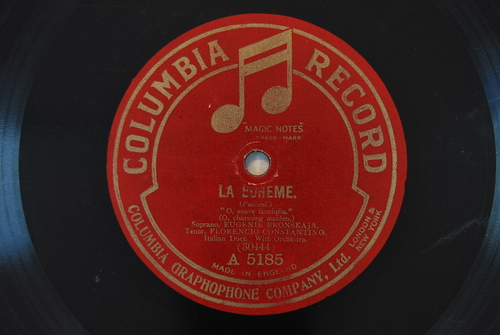 COLUMBIA RECORD
"MAGIC NOTES"
TRADE-MARK
LA BOHEME.
(Puccini.)
"O, soave fanciulla."
(O, charming maiden.)
Soprano, EUGENIE BRONSKAJA,
Tenor, FLORENCIO CONSTANTINO.
Italian Duet. With Orchestra.
(30444)
A 5185
MADE IN ENGLAND
COLUMBIA GRAPHOPHONE COMPANY, Ltd. LONDON & NEW YORK